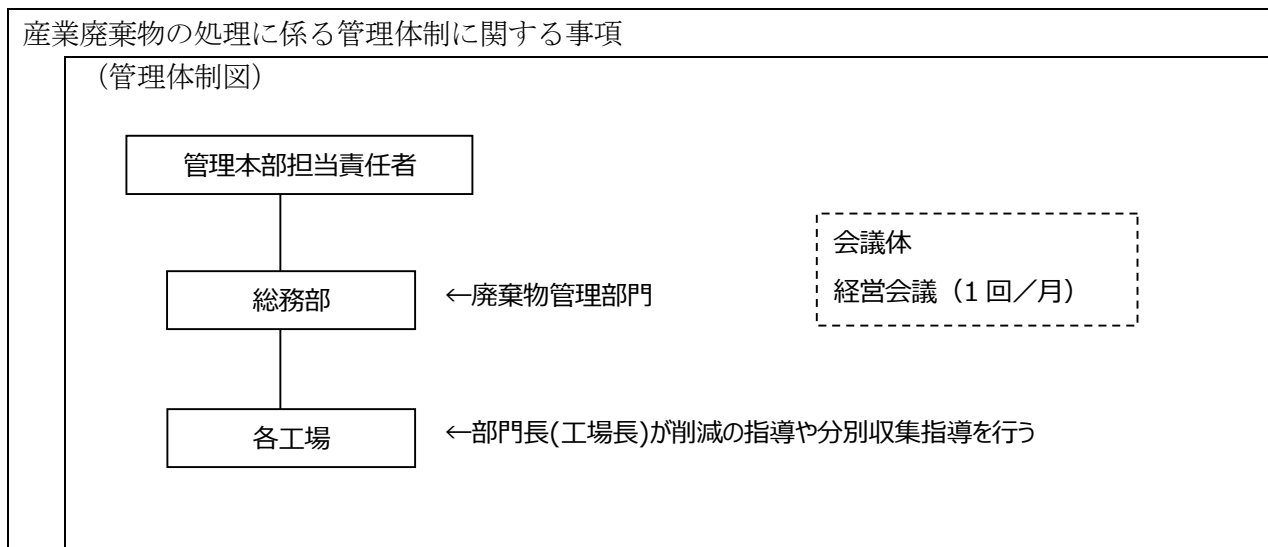 産業廃棄物の処理に係る管理体制に関する事項
（管理体制図）
管理本部担当責任者
会議体
経営会議（1回／月）
総務部
←廃棄物管理部門
各工場
←部門長(工場長)が削減の指導や分別収集指導を行う